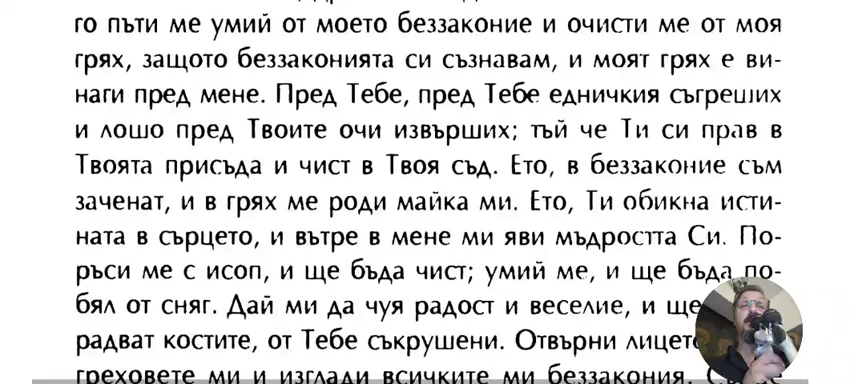 го пъти ме умий от моето беззаконие и очисти ме от моя
грях, защото беззаконията си съзнавам, и моят грях е ви-
наги пред мене. Пред Тебе, пред Тебе едничкия съгреших
и лошо пред Твоите очи извърших; тъй че Ти си прав в
Твоята присъда и чист в Твоя съд. Ето, в беззаконие съм
заченат, и в грях ме роди майка ми. Ето, Ти обикна исти-
ната в сърцето, и вътре в мене ми яви мъдростта Си. По-
ръси ме с исоп, и ще бъда чист; умий ме, и ще бъда по-
бял от сняг. Дай ми да чуя радост и веселие, и ще
радват костите, от Тебе съкрушени. Отвърни лицет
греховете ми и изглади всичките ми беззакония.